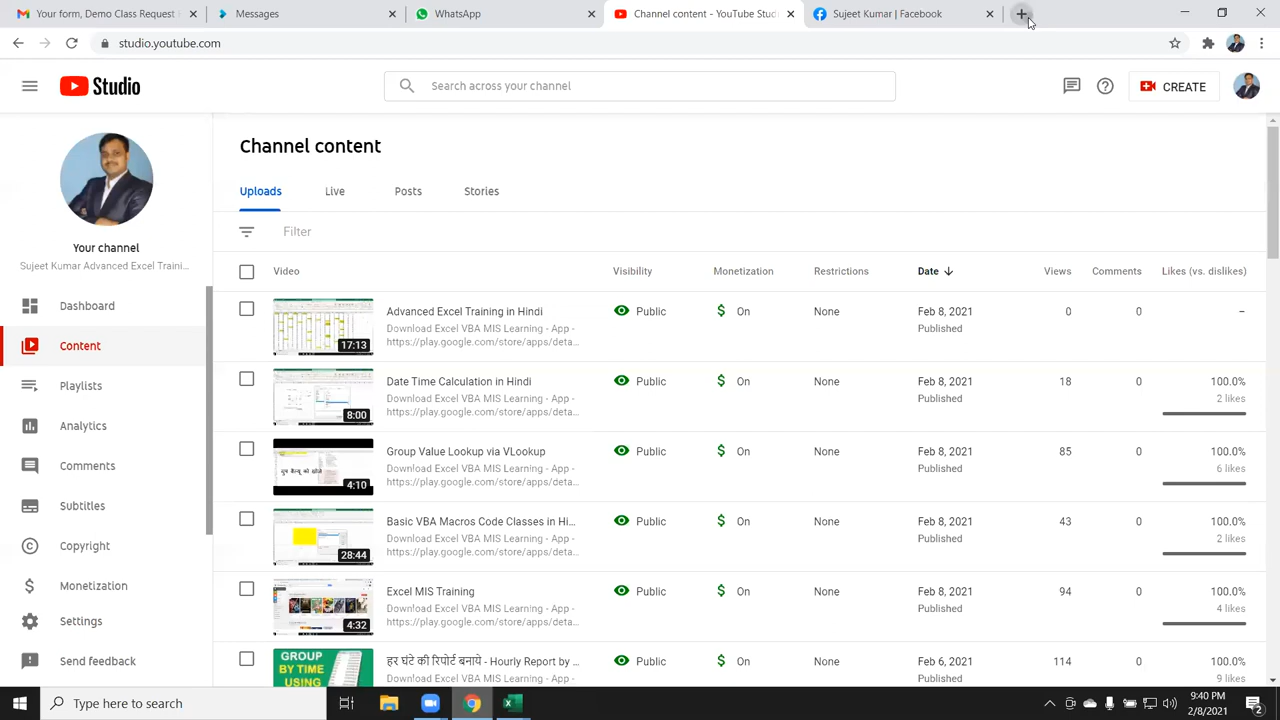 Your form, Demo Class Request
Messages
WhatsApp
Channel content - YouTube Studi
Sujeet Kumar | Facebook
studio.youtube.com
Studio
Search across your channel
CREATE
Channel content
Uploads
Live
Posts
Stories
Your channel
Sujeet Kumar Advanced Excel Traini...
Filter
Video
Visibility
Monetization
Restrictions
Date
Views
Comments
Likes (vs. dislikes)
Dashboard
Content
Playlists
Analytics
Comments
Subtitles
Copyright
Monetization
Settings
Send feedback
17:13
Advanced Excel Training in Hindi
Download Excel VBA MIS Learning - App -
https://play.google.com/store/apps/deta...
Public
On
None
Feb 8, 2021
Published
0
0
–
8:00
Date Time Calculation in Hindi
Download Excel VBA MIS Learning - App -
https://play.google.com/store/apps/deta...
Public
On
None
Feb 8, 2021
Published
18
0
100.0%
2 likes
4:10
Group Value Lookup via VLookup
Download Excel VBA MIS Learning - App -
https://play.google.com/store/apps/deta...
Public
On
None
Feb 8, 2021
Published
85
0
100.0%
6 likes
28:44
Basic VBA Macros Code Classes in Hi...
Download Excel VBA MIS Learning - App -
https://play.google.com/store/apps/deta...
Public
On
None
Feb 8, 2021
Published
43
0
100.0%
2 likes
4:32
Excel MIS Training
Download Excel VBA MIS Learning - App -
https://play.google.com/store/apps/deta...
Public
On
None
Feb 8, 2021
Published
71
0
100.0%
4 likes
GROUP
BY TIME
USING
हर घंटे की रिपोर्ट बनाये - Hourly Report by ...
Download Excel VBA MIS Learning - App -
Public
On
None
Feb 6, 2021
Published
114
0
100.0%
9 likes
Type here to search
9:40 PM
2/8/2021
2